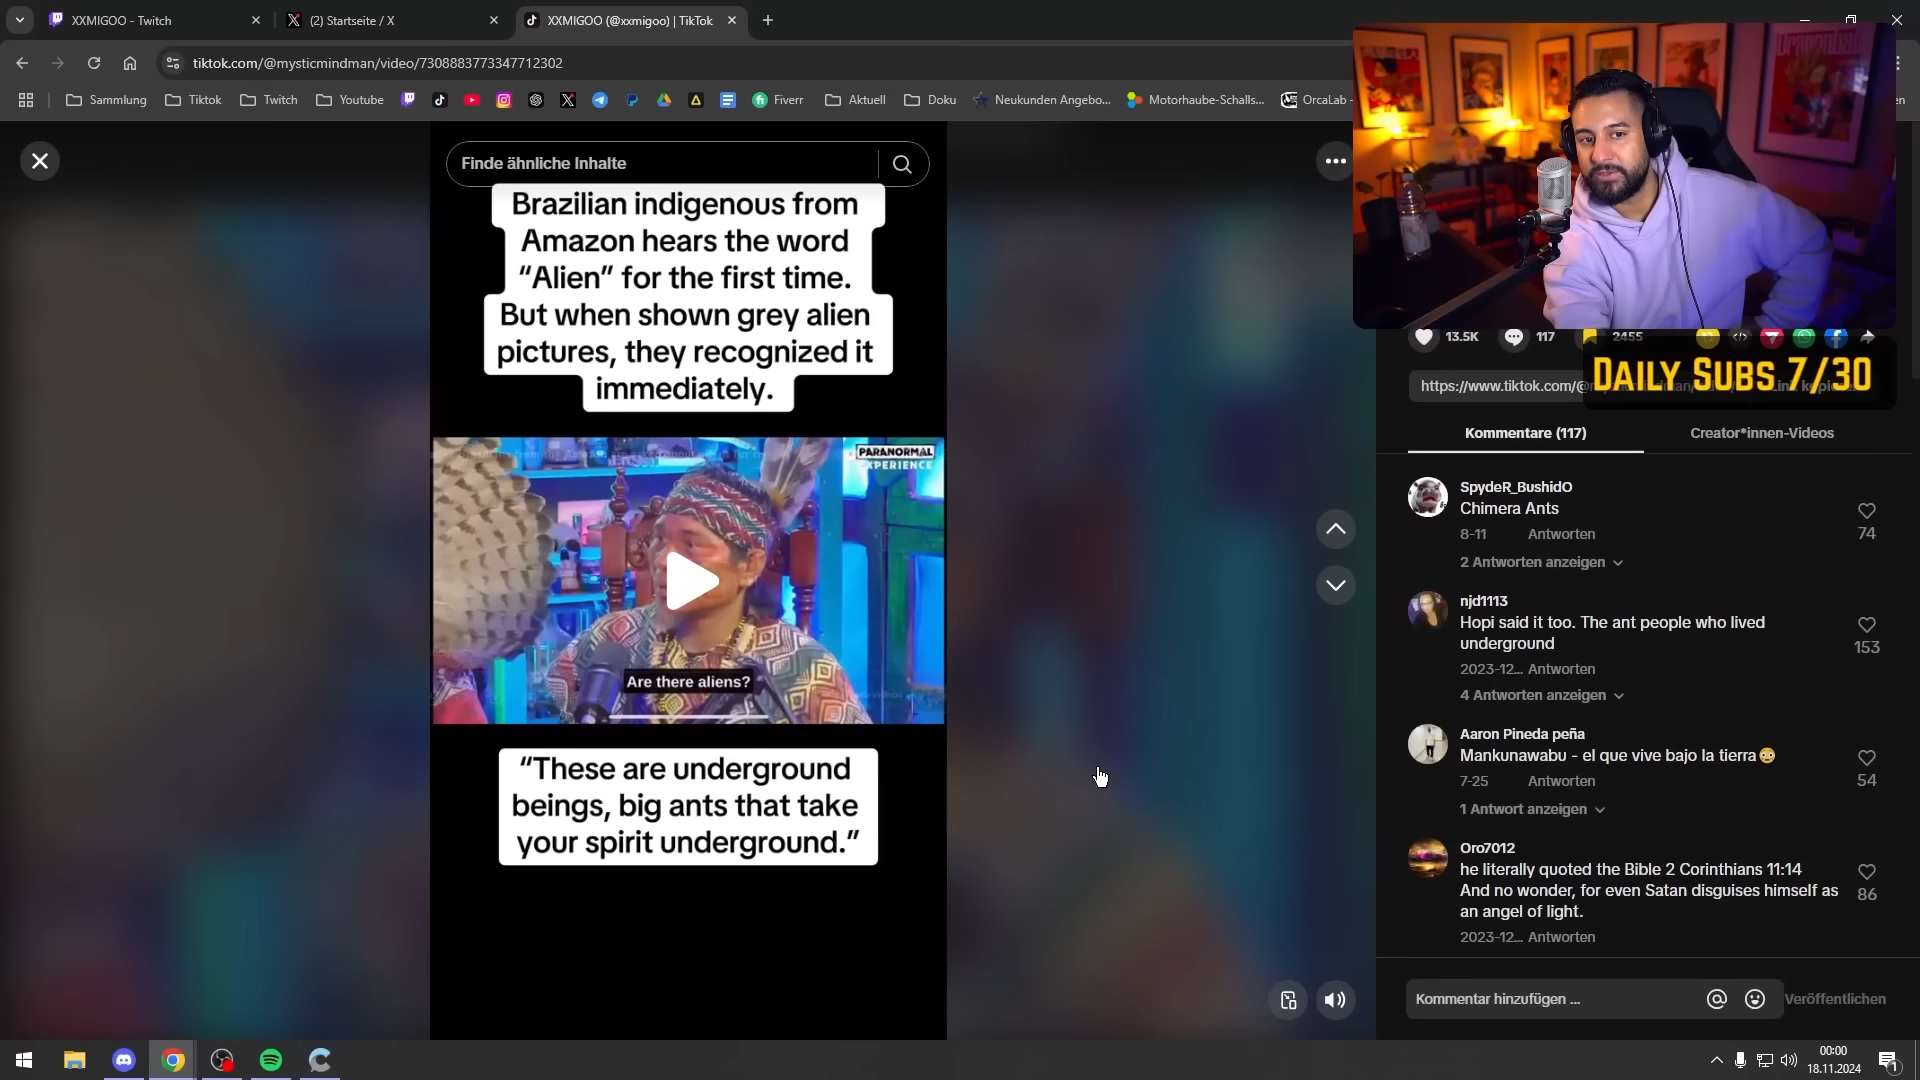 XXMIGOO - Twitch
(2) Startseite / X
XXMIGOO (@xxmigoo) | TikTok
tiktok.com/@mysticmindman/video/7308883773347712302
Sammlung
Tiktok
Twitch
Youtube
Fiverr
Aktuell
Doku
Neukunden Angebo...
Motorhaube-Schalls...
OrcaLab
Finde ähnliche Inhalte
Brazilian indigenous from
Amazon hears the word
“Alien” for the first time.
But when shown grey alien
pictures, they recognized it
immediately.
PARANORMAL
EXPERIENCE
Are there aliens?
“These are underground
beings, big ants that take
your spirit underground.”
13.5K
117
2455
https://www.tiktok.com/@
DAILY SUBS 7/30
Kommentare (117)
Creator*innen-Videos
SpydeR_BushidO
Chimera Ants
8-11 Antworten
74
2 Antworten anzeigen
njd1113
Hopi said it too. The ant people who lived
underground
153
2023-12... Antworten
4 Antworten anzeigen
Aaron Pineda peña
Mankunawabu - el que vive bajo la tierra😳
7-25 Antworten
54
1 Antwort anzeigen
Oro7012
he literally quoted the Bible 2 Corinthians 11:14
And no wonder, for even Satan disguises himself as
an angel of light.
86
2023-12... Antworten
Kommentar hinzufügen ...
Veröffentlichen
00:00
18.11.2024
1